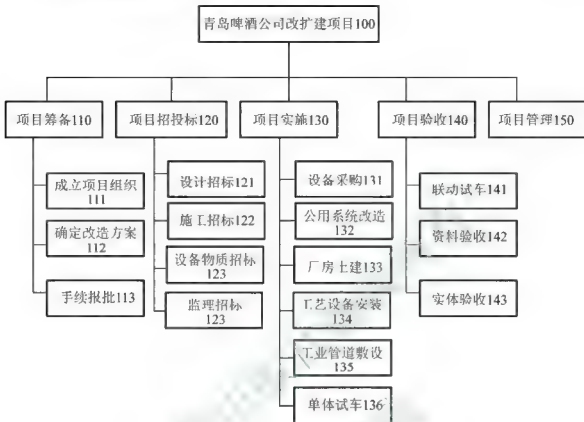 青岛啤酒公司改扩建项目100
项目筹备110
项目招投标120
项目实施130
项目验收140
项目管理150
成立项目组织
111
确定改造方案
112
手续报批113
设计招标121
施工招标122
设备物质招标
123
监理招标
123
设备采购131
公用系统改造
132
厂房土建133
工艺设备安装
134
工业管道敷设
135
单体试车136
联动试车141
资料验收142
实体验收143